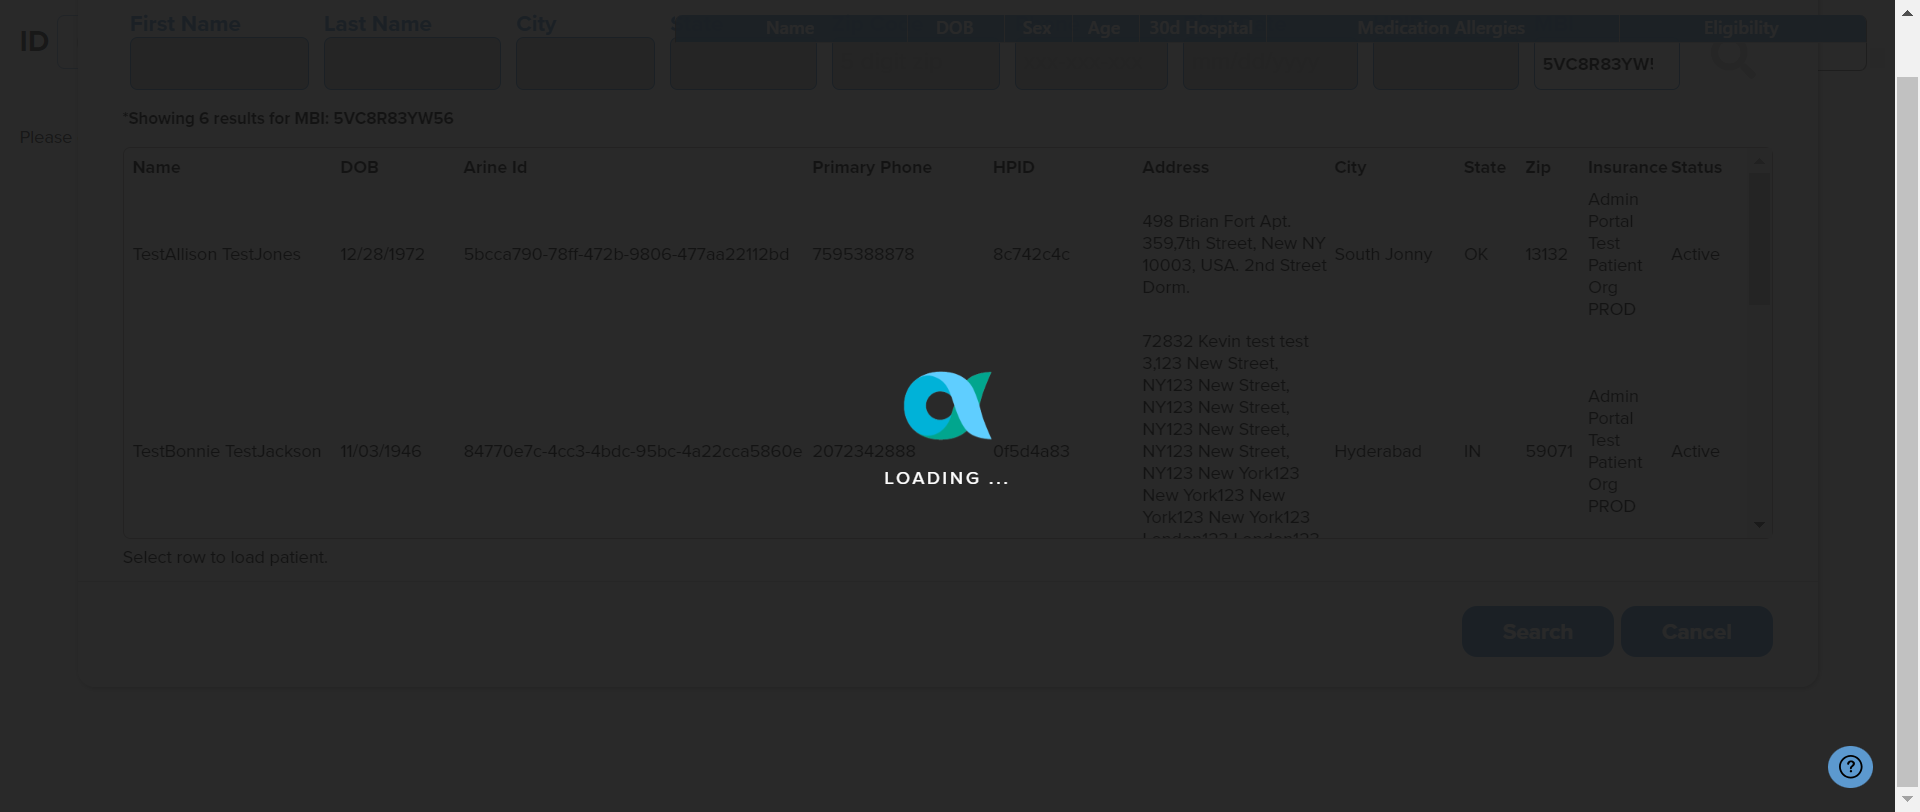 First Name Last Name City
Name DOB Sex Age 30d Hospital Medication Allergies Eligibility
ID
5VC8R83YW!
*Showing 6 results for MBI: 5VC8R83YW56
Please
Name DOB Arine Id Primary Phone HPID Address City State Zip Insurance Status
TestAllison TestJones 12/28/1972 5bcca790-78ff-472b-9806-477aa22112bd 7595388878 8c742c4c
498 Brian Fort Apt.
359,7th Street, New NY
10003, USA. 2nd Street
Dorm.
South Jonny OK 13132
Admin
Portal
Test
Patient
Org
PROD
Active
TestBonnie TestJackson 11/03/1946 84770e7c-4cc3-4bdc-95bc-4a22cca5860e 2072342888 0f5d4a83
72832 Kevin test test
3,123 New Street,
NY123 New Street,
NY123 New Street,
NY123 New Street,
NY123 New Street,
NY123 New York123
New York123 New
York123 New York123
London123 London123
Hyderabad IN 59071
Admin
Portal
Test
Patient
Org
PROD
Active
LOADING ...
Select row to load patient.
Search Cancel
?